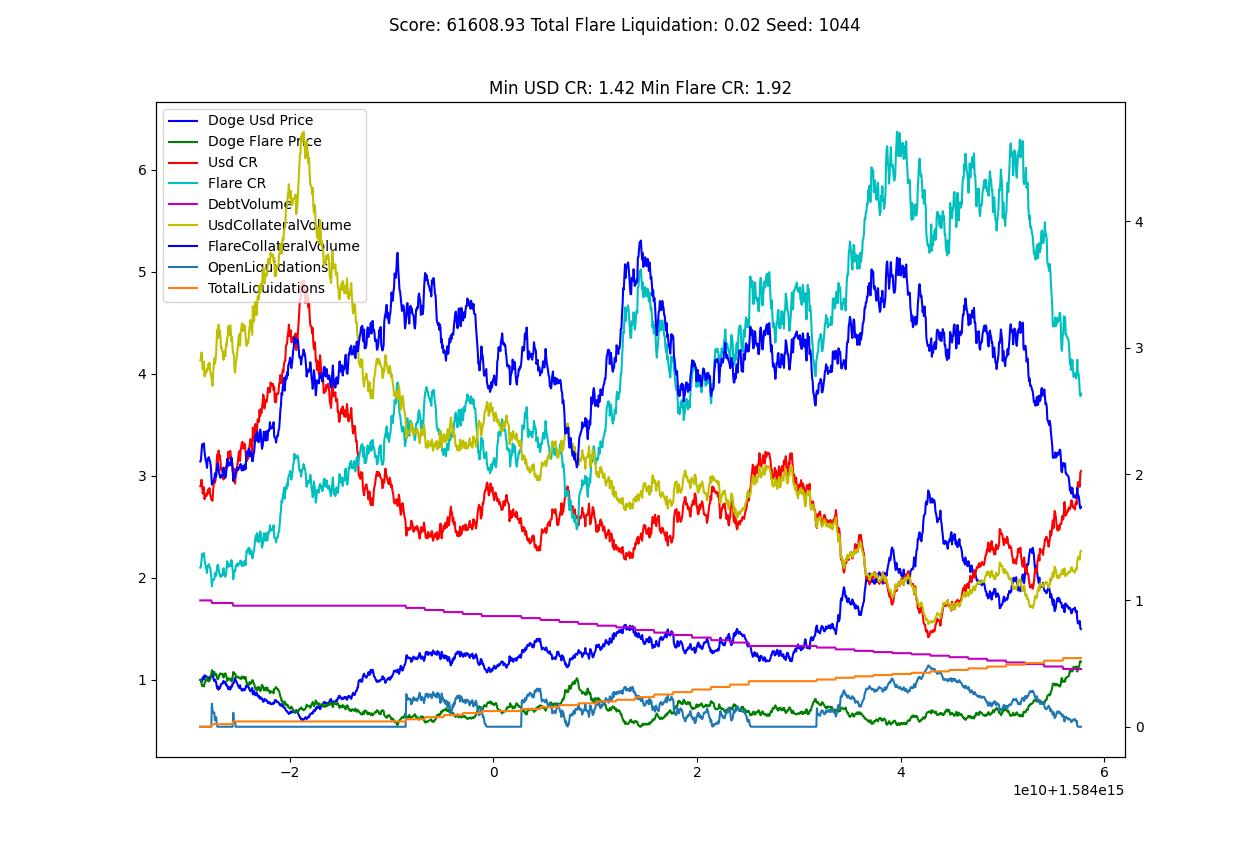 Score: 61608.93 Total Flare Liquidation: 0.02 Seed: 1044
Min USD CR: 1.42 Min Flare CR: 1.92
Doge Usd Price
Doge Flare Price
Usd CR
Flare CR
DebtVolume
UsdCollateralVolume
FlareCollateralVolume
OpenLiquidations
TotalLiquidations
6
5
4
3
2
1
4
3
2
1
0
−2
0
2
4
6
1e10+1.584e15